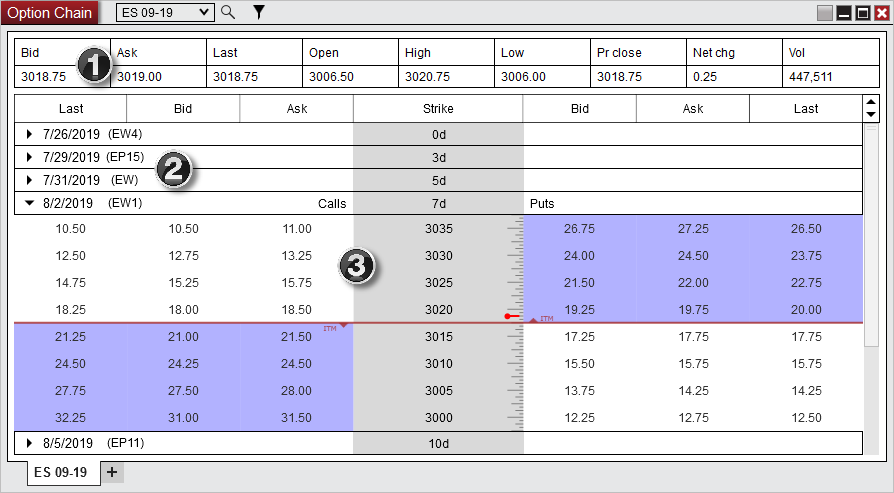 Option Chain ES 09-19
Bid Ask Last Open High Low Pr close Net chg Vol
3018.75 3019.00 3018.75 3006.50 3020.75 3006.00 3018.75 0.25 447,511
1
Last Bid Ask Strike Bid Ask Last
7/26/2019 (EW4) 0d
7/29/2019 (EP15) 3d
2
7/31/2019 (EW) 5d
8/2/2019 (EW1) Calls 7d Puts
10.50 10.50 11.00 3035 26.75 27.25 26.50
12.50 12.75 13.25 3030 24.00 24.50 23.75
3
14.75 15.25 15.75 3025 21.50 22.00 22.75
18.25 18.00 18.50 3020 19.25 19.75 20.00
ITM ITM
21.25 21.00 21.50 3015 17.25 17.75 17.75
24.50 24.25 24.50 3010 15.50 15.75 15.75
27.75 27.50 28.00 3005 13.75 14.25 14.25
32.25 31.00 31.50 3000 12.25 12.75 12.50
8/5/2019 (EP11) 10d
ES 09-19 +